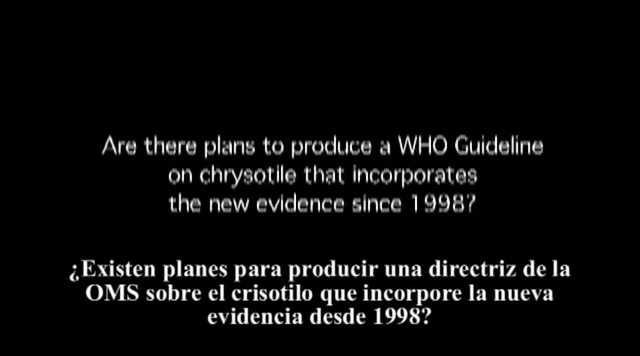 Are there plans to produce a WHO Guideline
on chrysotile that incorporates
the new evidence since 1998?
¿Existen planes para producir una directriz de la
OMS sobre el crisotilo que incorpore la nueva
evidencia desde 1998?